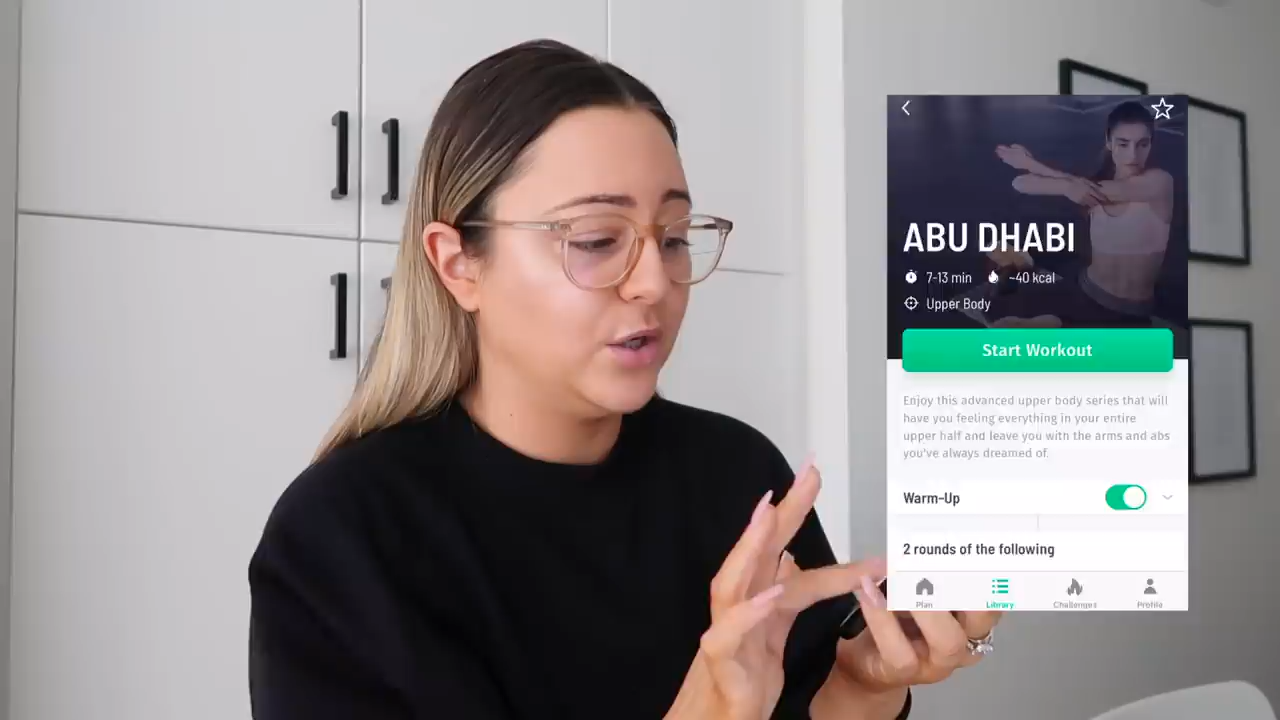 ABU DHABI
7-13 min ~40 kcal
Upper Body
Start Workout
Enjoy this advanced upper body series that will
have you feeling everything in your entire
upper half and leave you with the arms and abs
you've always dreamed of.
Warm-Up
2 rounds of the following
Plan Library Challenges Profile